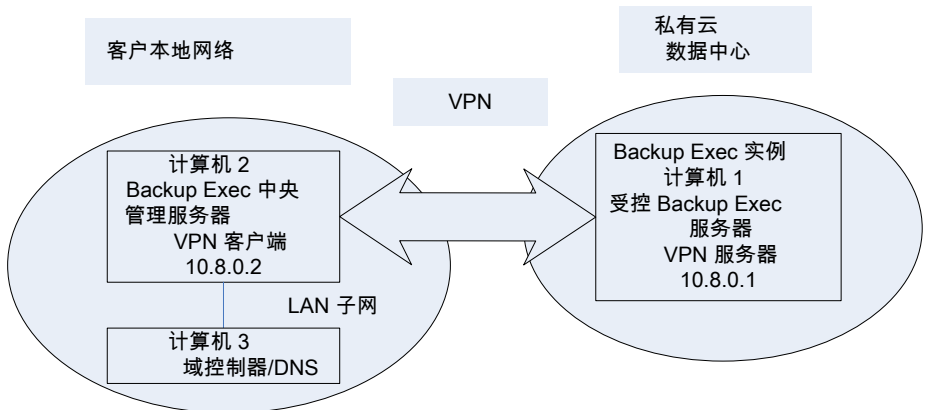 客户本地网络
私有云
数据中心
VPN
计算机 2
Backup Exec 中央
管理服务器
VPN 客户端
10.8.0.2
LAN 子网
计算机 3
域控制器/DNS
Backup Exec 实例
计算机 1
受控 Backup Exec
服务器
VPN 服务器
10.8.0.1